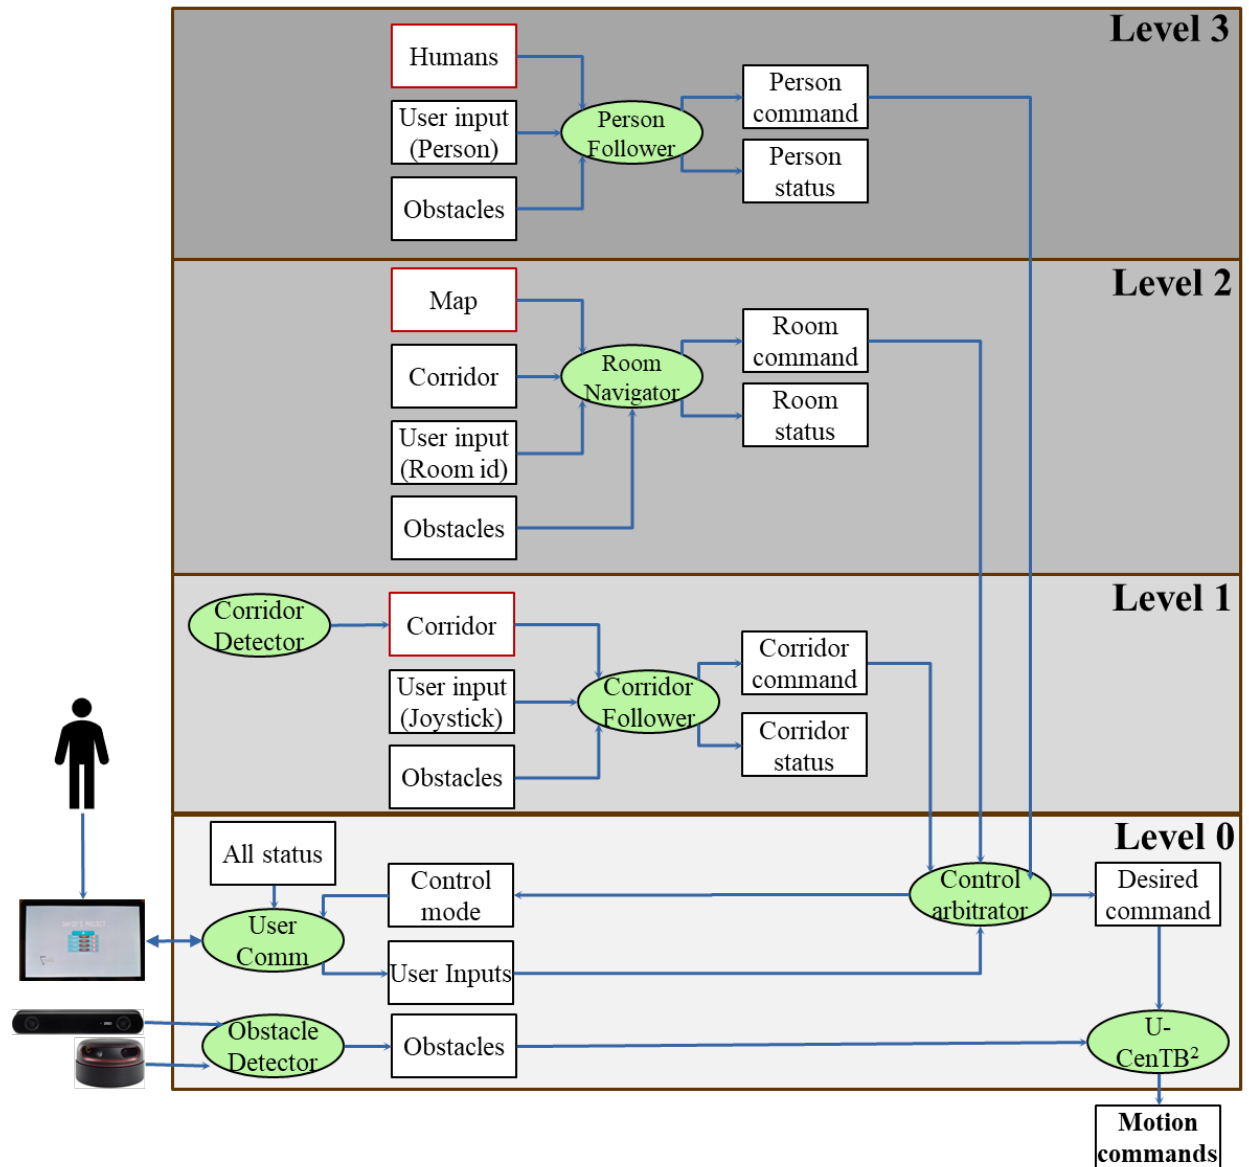 Level 3
Humans
User input
(Person)
Obstacles
Person
Follower
Person
command
Person
status
Level 2
Map
Corridor
User input
(Room id)
Obstacles
Room
Navigator
Room
command
Room
status
Level 1
Corridor
Detector
Corridor
User input
(Joystick)
Obstacles
Corridor
Follower
Corridor
command
Corridor
status
Level 0
All status
Control
mode
User
Comm
User Inputs
Control
arbitrator
Desired
command
Obstacle
Detector
Obstacles
U-
CenTB²
Motion
commands